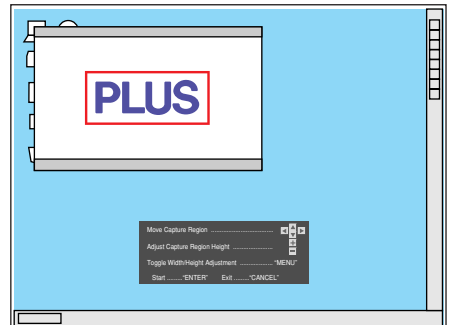 PLUS
Move Capture Region ................................
Adjust Capture Region Height ....................
Toggle Width/Height Adjustment ................. "MENU"
Start ........."ENTER" Exit ........."CANCEL"